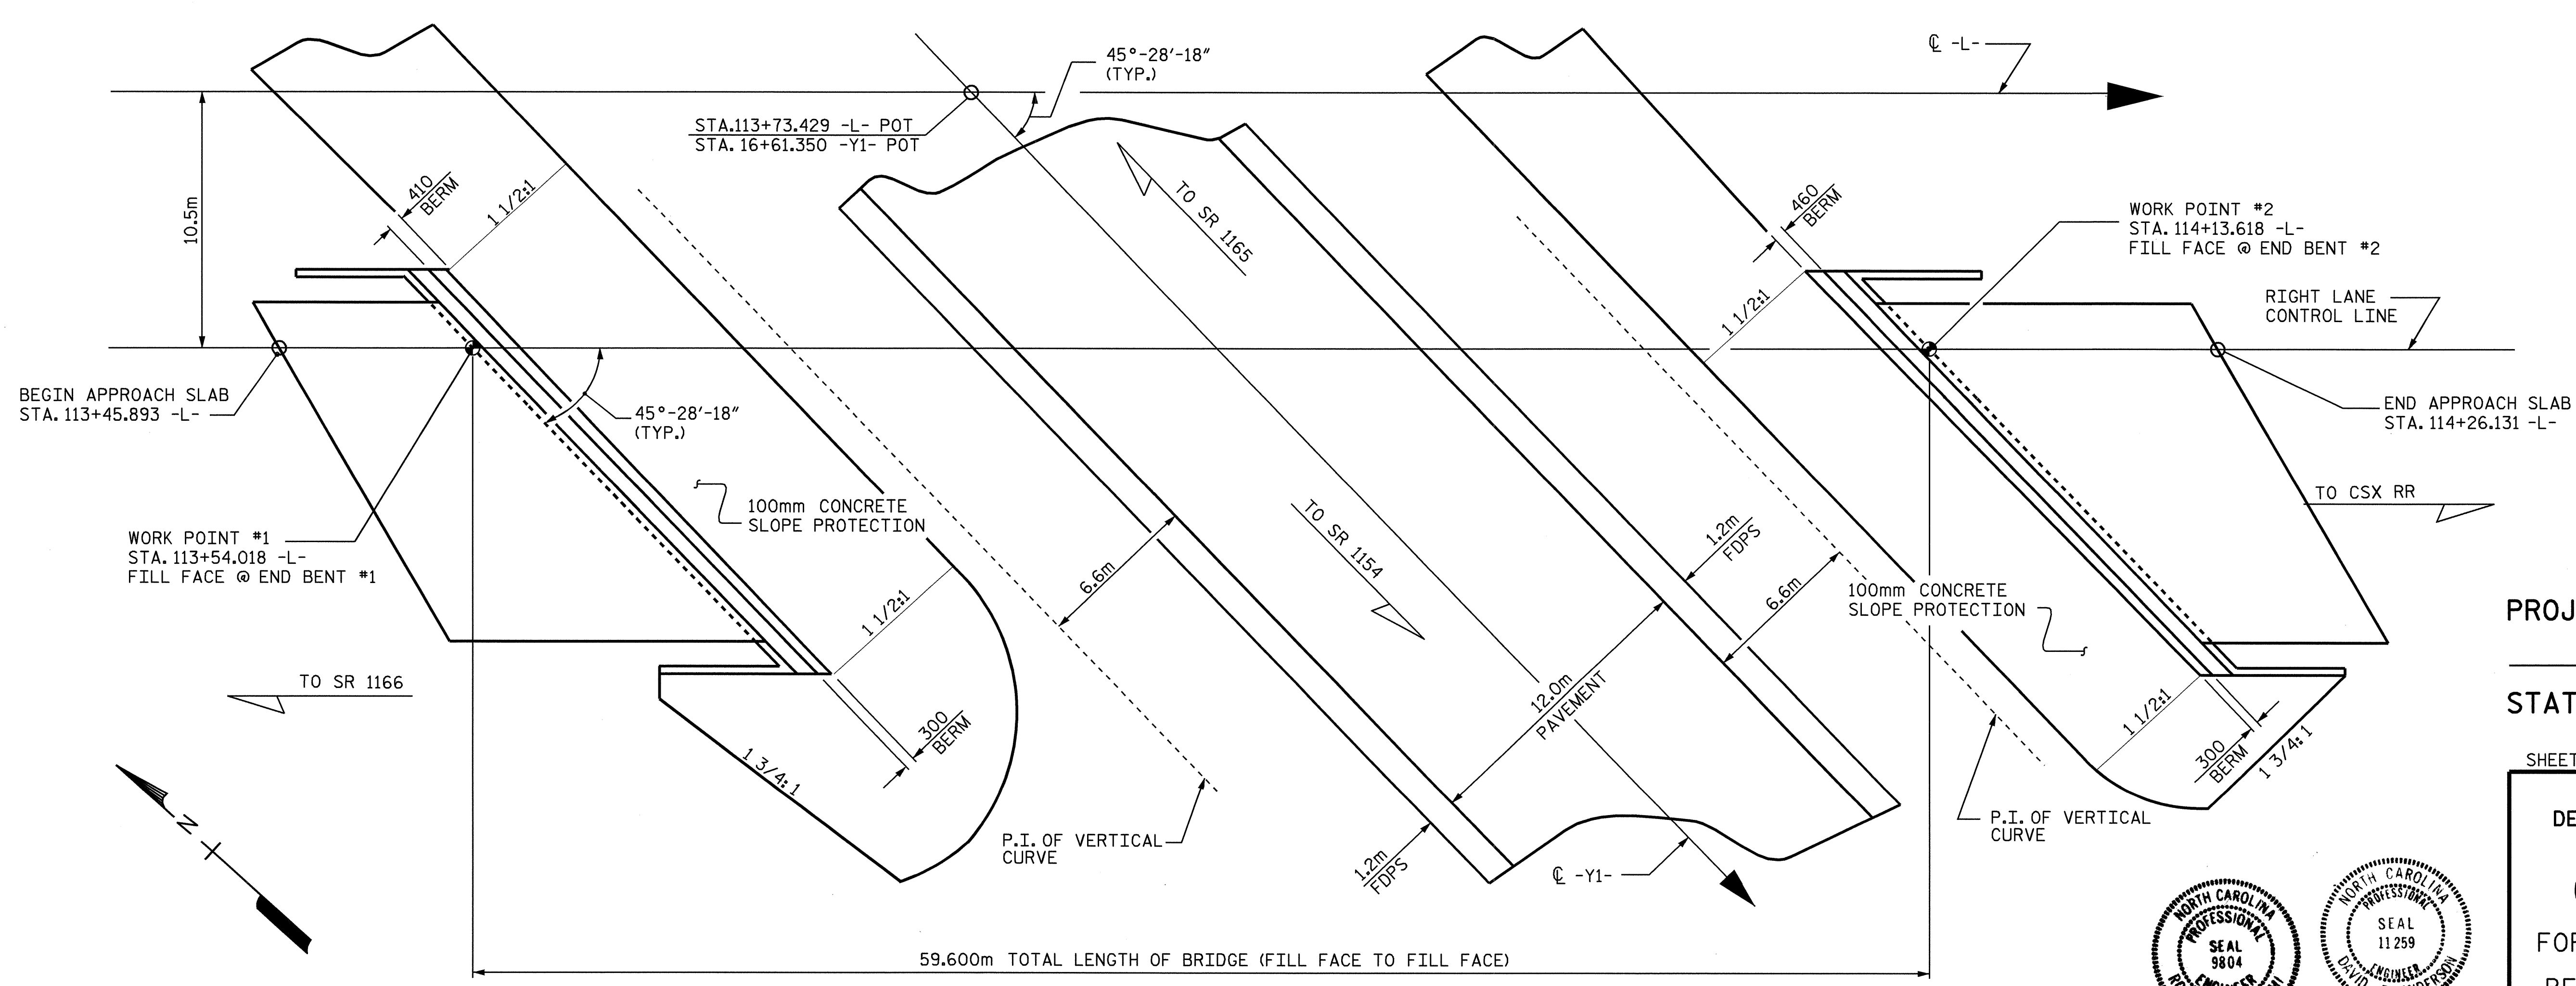 45°-28'-18"
(TYP.)
℄ -L-
STA.113+73.429 -L- POT
STA. 16+61.350 -Y1- POT
10.5m
410
BERM
1 1/2:1
TO SR 1165
460
BERM
1 1/2:1
WORK POINT #2
STA. 114+13.618 -L-
FILL FACE @ END BENT #2
RIGHT LANE
CONTROL LINE
BEGIN APPROACH SLAB
STA. 113+45.893 -L-
45°-28'-18"
(TYP.)
END APPROACH SLAB
STA. 114+26.131 -L-
100mm CONCRETE
SLOPE PROTECTION
TO CSX RR
WORK POINT #1
STA. 113+54.018 -L-
FILL FACE @ END BENT #1
TO SR 1154
1.2m
FDPS
6.6m
6.6m
1 1/2:1
100mm CONCRETE
SLOPE PROTECTION
PROJ
TO SR 1166
12.0m
PAVEMENT
1 1/2:1
STAT
300
BERM
1 3/4:1
300
BERM
1 3/4:1
SHEET
N
P.I. OF VERTICAL
CURVE
P.I. OF VERTICAL
CURVE
DE
1.2m
FDPS
℄ -Y1-
NORTH CAROLINA
PROFESSIONAL
SEAL
9804
ENGINEER
NORTH CAROLINA
PROFESSIONAL
SEAL
11259
ENGINEER
DAVID
FOR
59.600m TOTAL LENGTH OF BRIDGE (FILL FACE TO FILL FACE)